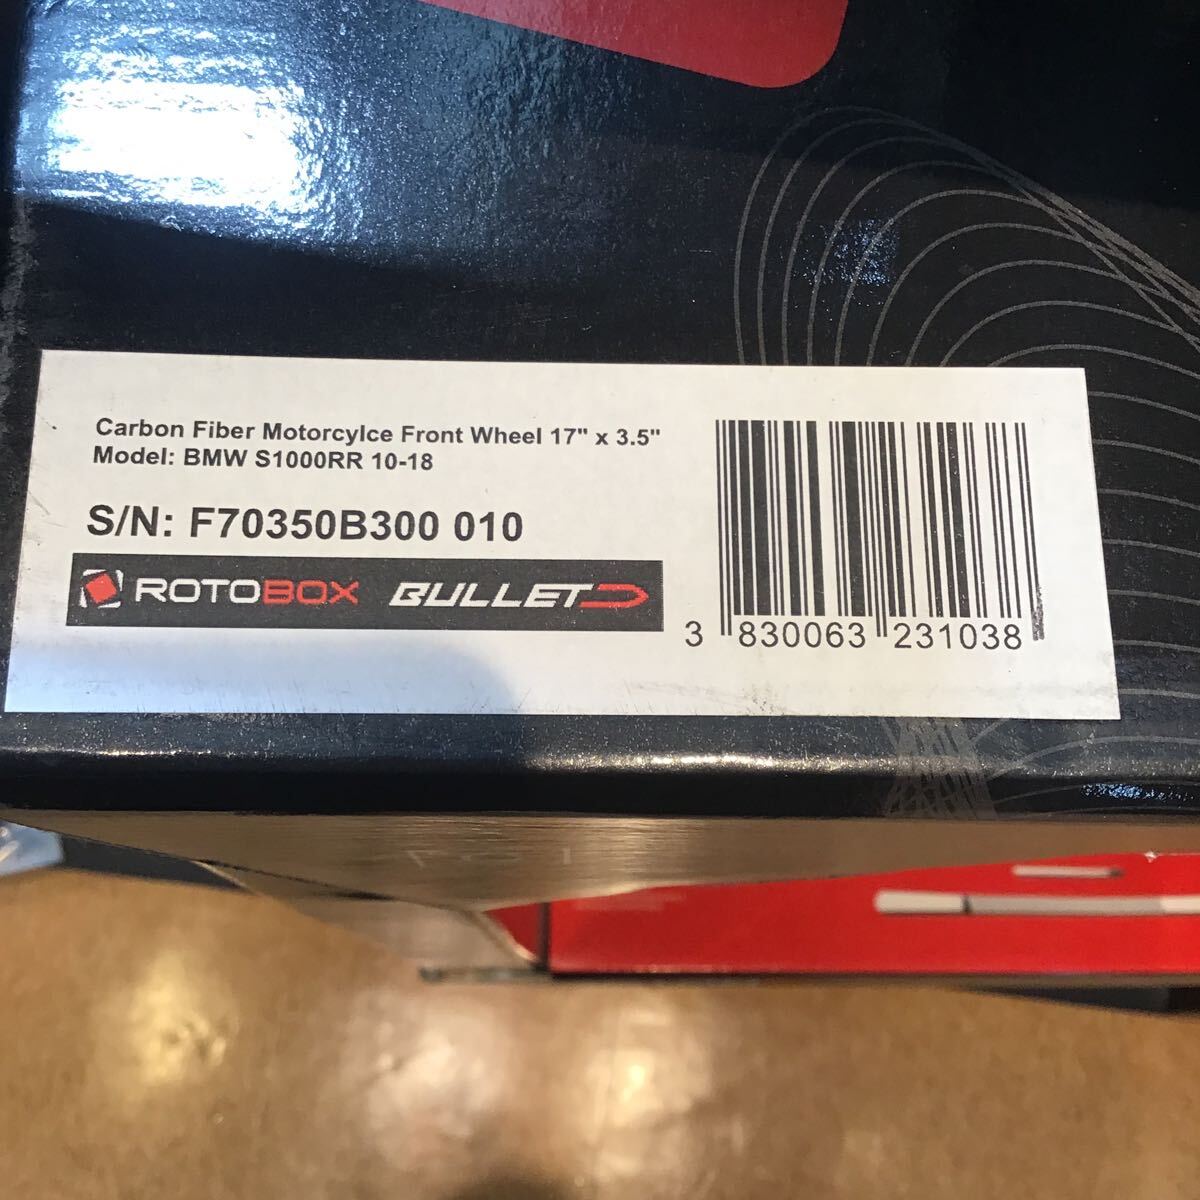 Carbon Fiber Motorcylce Front Wheel 17" x 3.5"
Model: BMW S1000RR 10-18
S/N: F70350B300 010
ROTOBOX BULLET
3 830063 231038